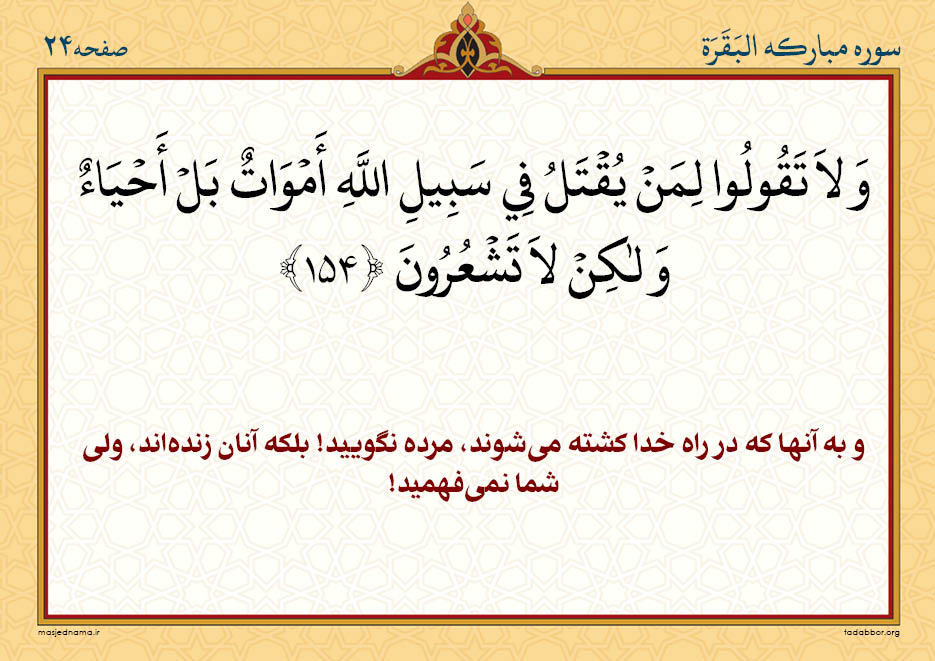 سوره مبارکه البَقَرَة
صفحه۲۴
وَلاَ تَقُولُوا لِمَنْ يُقْتَلُ فِي سَبِيلِ اللَّهِ أَمْوَاتٌ بَلْ أَحْيَاءٌ
وَلٰكِنْ لاَ تَشْعُرُونَ ﴿۱۵۴﴾
و به آنها که در راه خدا کشته می‌شوند، مرده نگویید! بلکه آنان زنده‌اند، ولی
شما نمی‌فهمید!
masjednama.ir
tadabbor.org